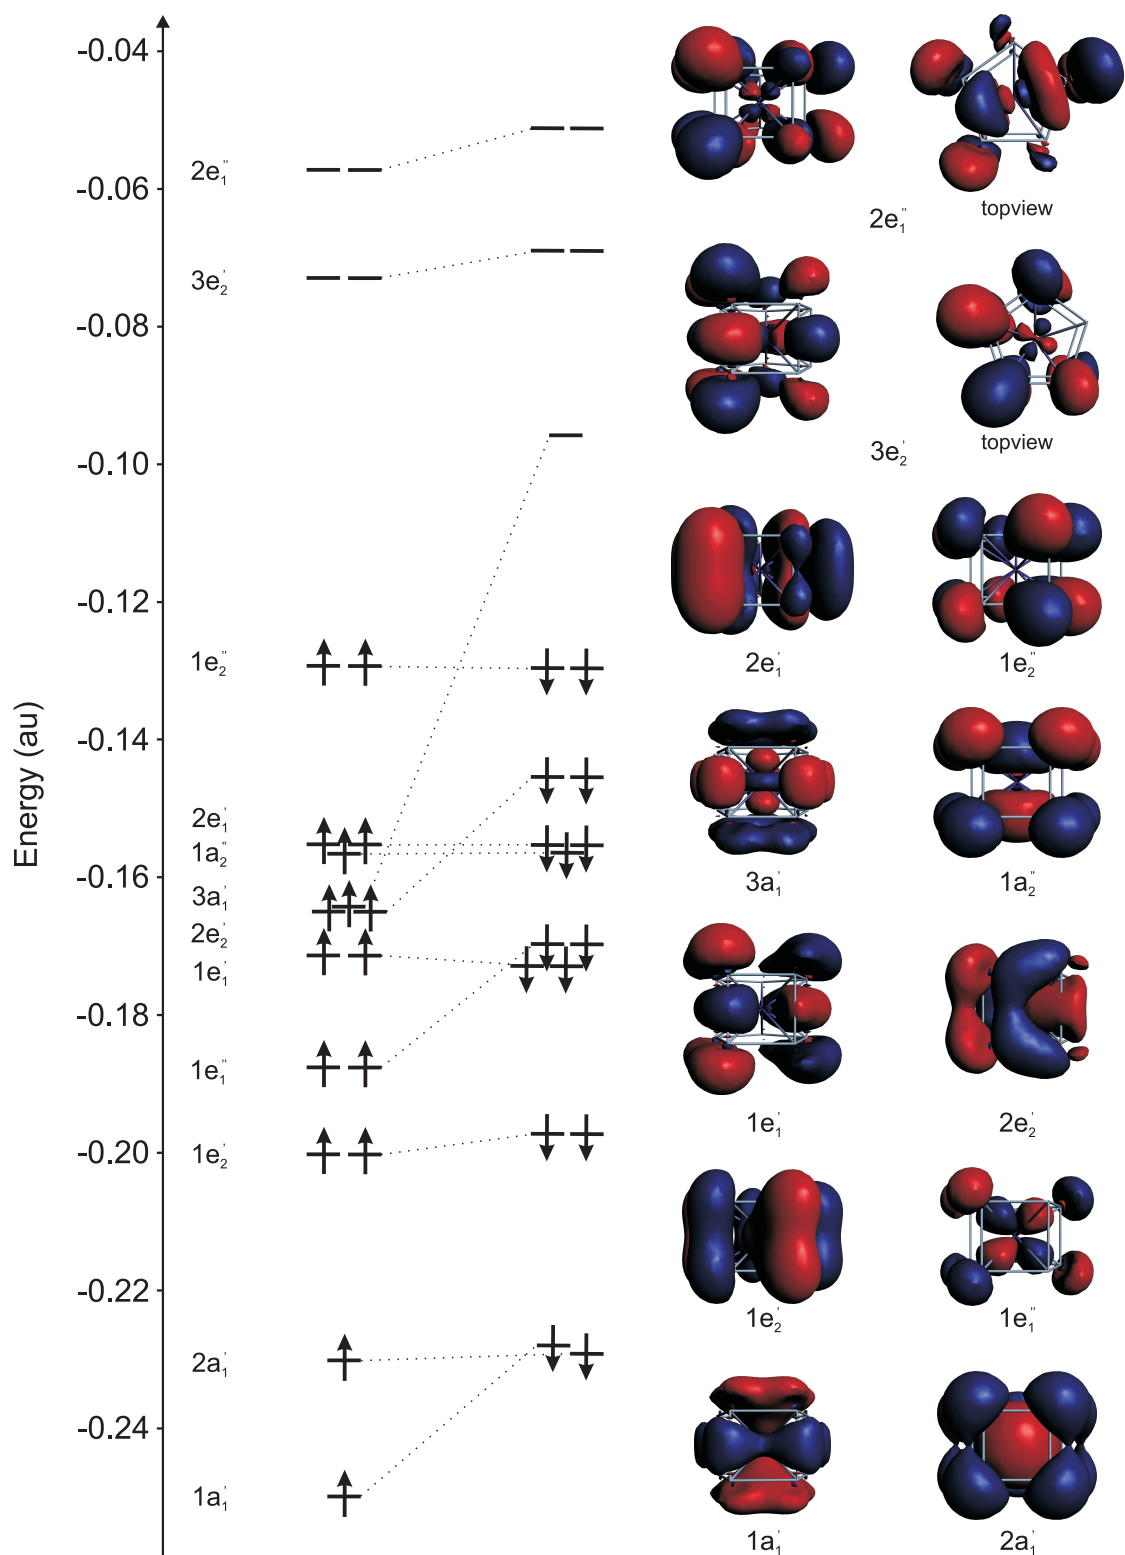 Energy (au)
-0.04
-0.06
-0.08
-0.10
-0.12
-0.14
-0.16
-0.18
-0.20
-0.22
-0.24
2e₁''
3e₂'
1e₂''
2e₁'
1a₂''
3a₁'
2e₂'
1e₁'
1e₁''
1e₂'
2a₁'
1a₁'
topview
2e₁''
topview
3e₂'
2e₁' 1e₂''
3a₁' 1a₂''
1e₁' 2e₂'
1e₂' 1e₁''
1a₁' 2a₁'